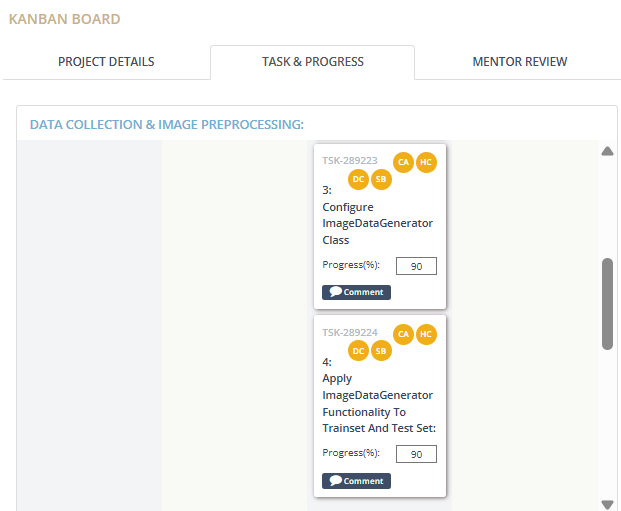 KANBAN BOARD
PROJECT DETAILS
TASK & PROGRESS
MENTOR REVIEW
DATA COLLECTION & IMAGE PREPROCESSING:
TSK-289223
CA
HC
DC
SB
3:
Configure
ImageDataGenerator
Class
Progress(%):
90
Comment
TSK-289224
CA
HC
DC
SB
4:
Apply
ImageDataGenerator
Functionality To
Trainset And Test Set:
Progress(%):
90
Comment